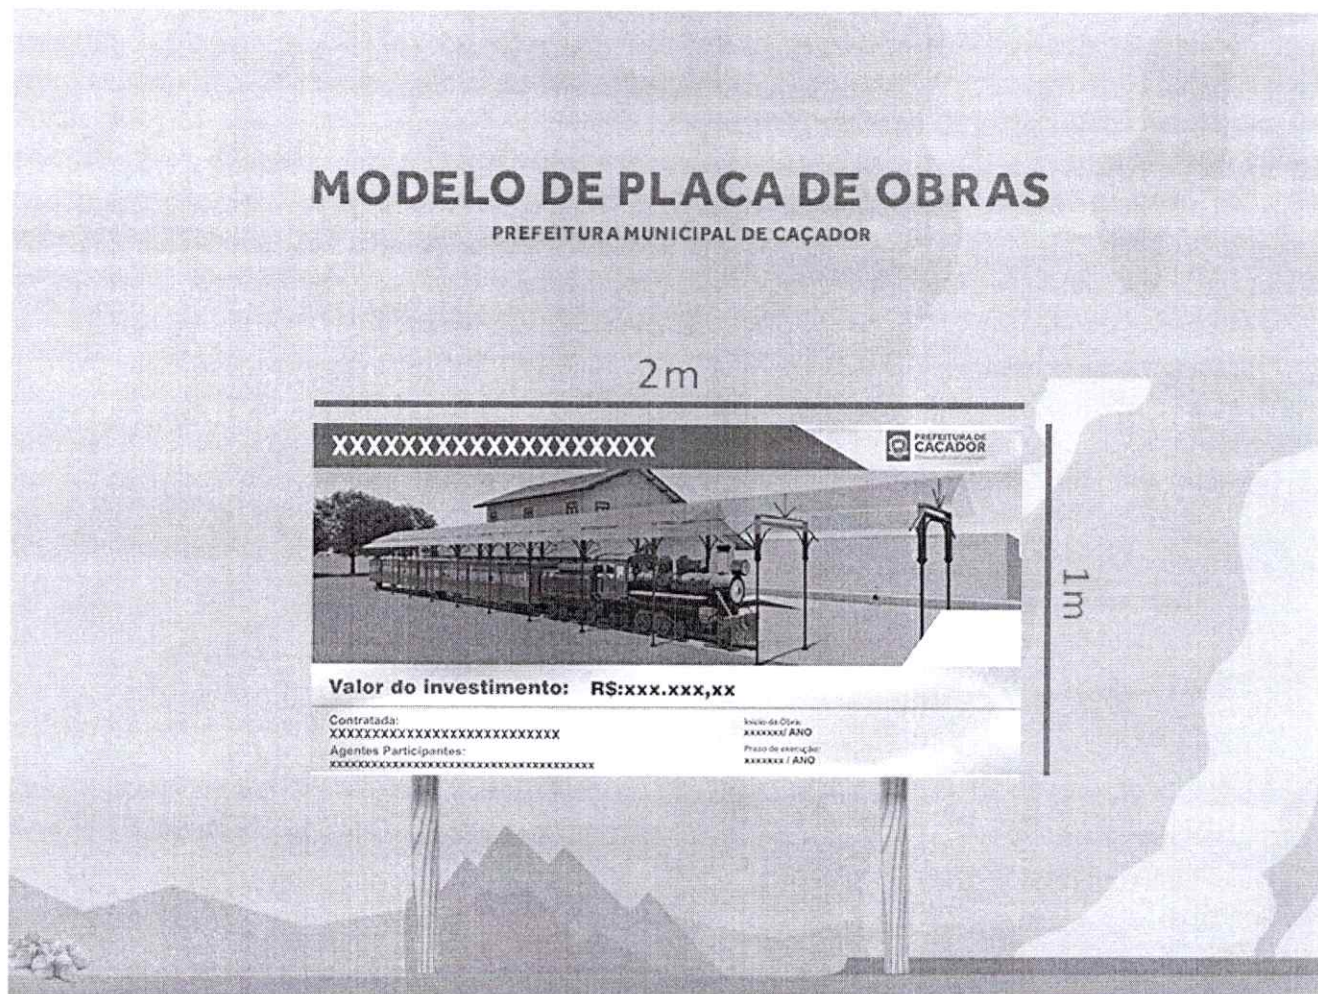 MODELO DE PLACA DE OBRAS
PREFEITURA MUNICIPAL DE CAÇADOR
2m
XXXXXXXXXXXXXXXXXXX
PREFEITURA DE
CAÇADOR
1m
Valor do investimento: R$:xxx.xxx,xx
Contratada:
XXXXXXXXXXXXXXXXXXXXXXXXXXX
Início da Obra:
xxxxxxx/ ANO
Agentes Participantes:
xxxxxxxxxxxxxxxxxxxxxxxxxxxxxxxxxxxxxx
Prazo de execução:
xxxxxxx / ANO